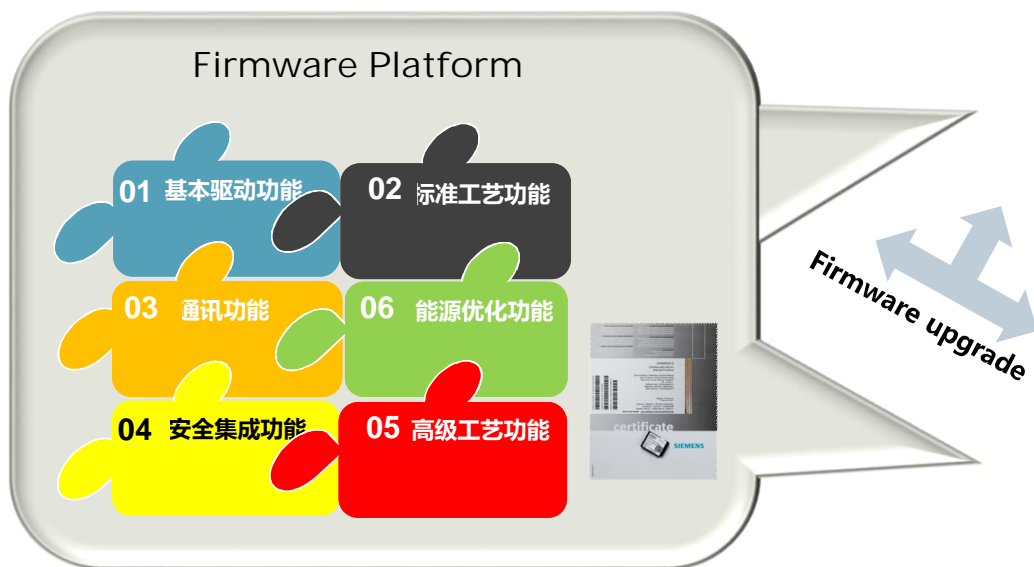 Firmware Platform
01 基本驱动功能
02 标准工艺功能
03 通讯功能
06 能源优化功能
04 安全集成功能
05 高级工艺功能
certificate
SIEMENS
Firmware upgrade